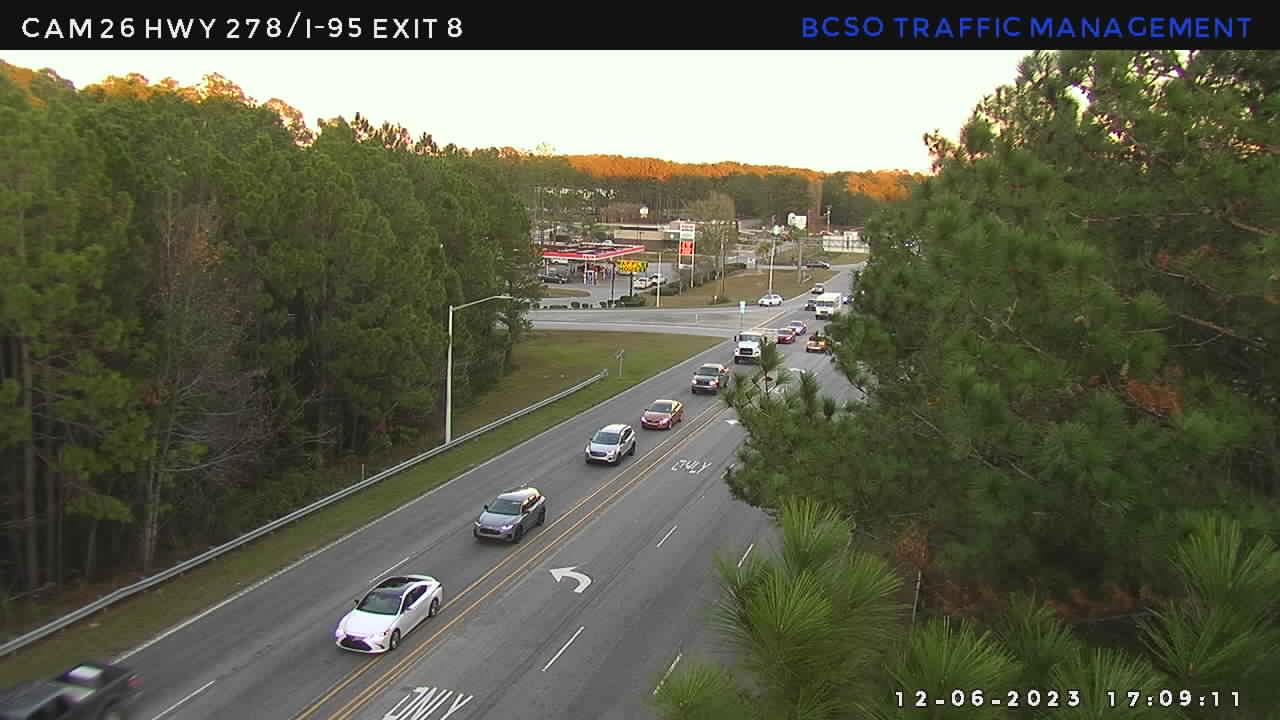 CAM 26 HWY 278/I-95 EXIT 8
BCSO TRAFFIC MANAGEMENT
ONLY
ONLY
12-06-2023 17:09:11